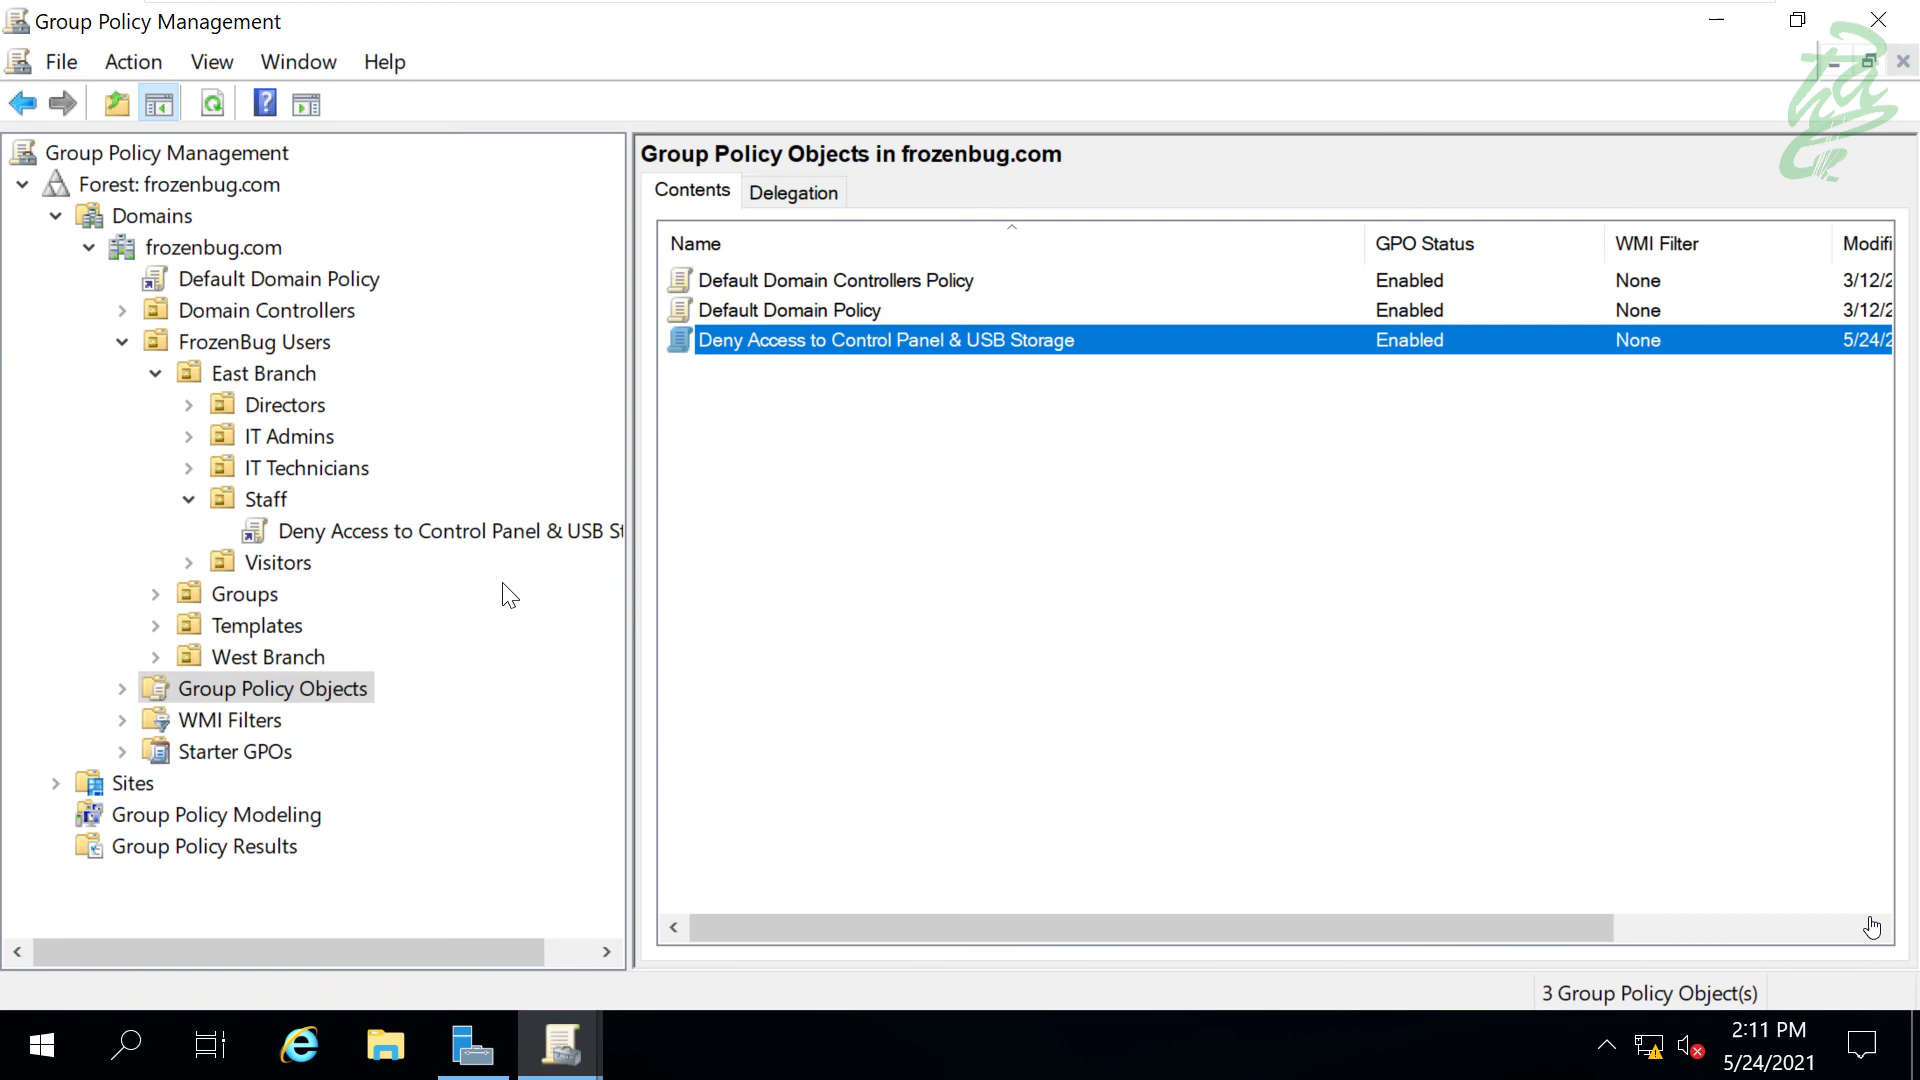 Group Policy Management
File Action View Window Help
Group Policy Management
Forest: frozenbug.com
Domains
frozenbug.com
Default Domain Policy
Domain Controllers
FrozenBug Users
East Branch
Directors
IT Admins
IT Technicians
Staff
Deny Access to Control Panel & USB St
Visitors
Groups
Templates
West Branch
Group Policy Objects
WMI Filters
Starter GPOs
Sites
Group Policy Modeling
Group Policy Results
Group Policy Objects in frozenbug.com
Contents Delegation
Name GPO Status WMI Filter Modifi
Default Domain Controllers Policy Enabled None 3/12/2
Default Domain Policy Enabled None 3/12/2
Deny Access to Control Panel & USB Storage Enabled None 5/24/2
3 Group Policy Object(s)
2:11 PM
5/24/2021